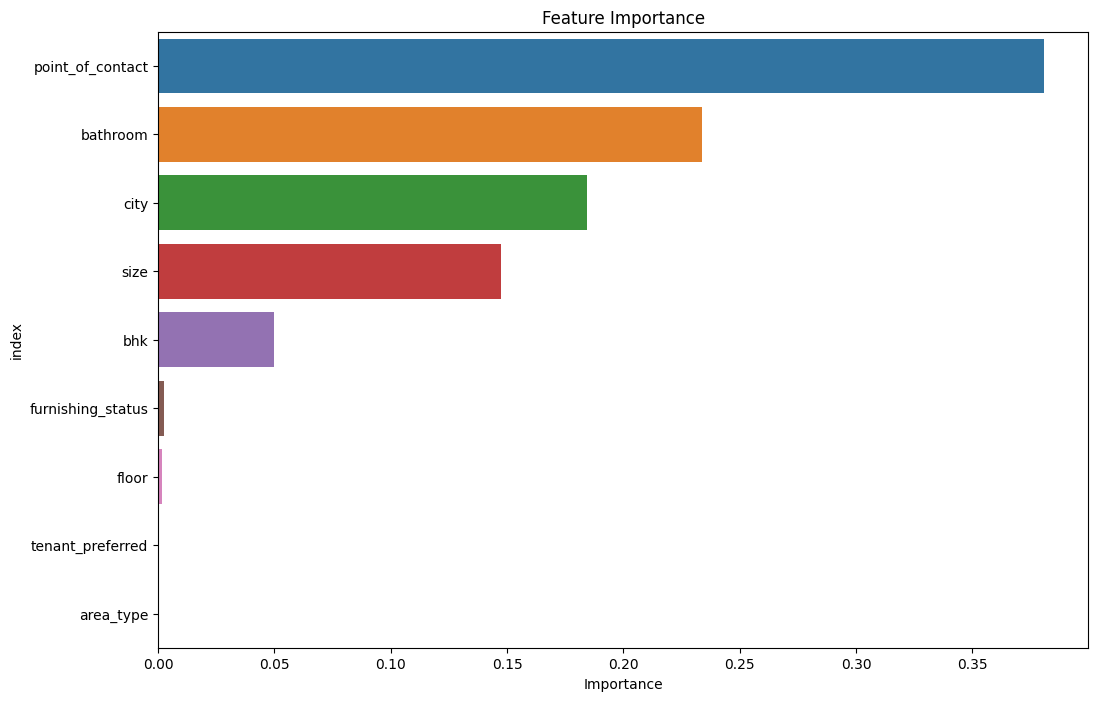 Feature Importance
point_of_contact
bathroom
city
size
bhk
furnishing_status
floor
tenant_preferred
area_type
index
0.00 0.05 0.10 0.15 0.20 0.25 0.30 0.35
Importance